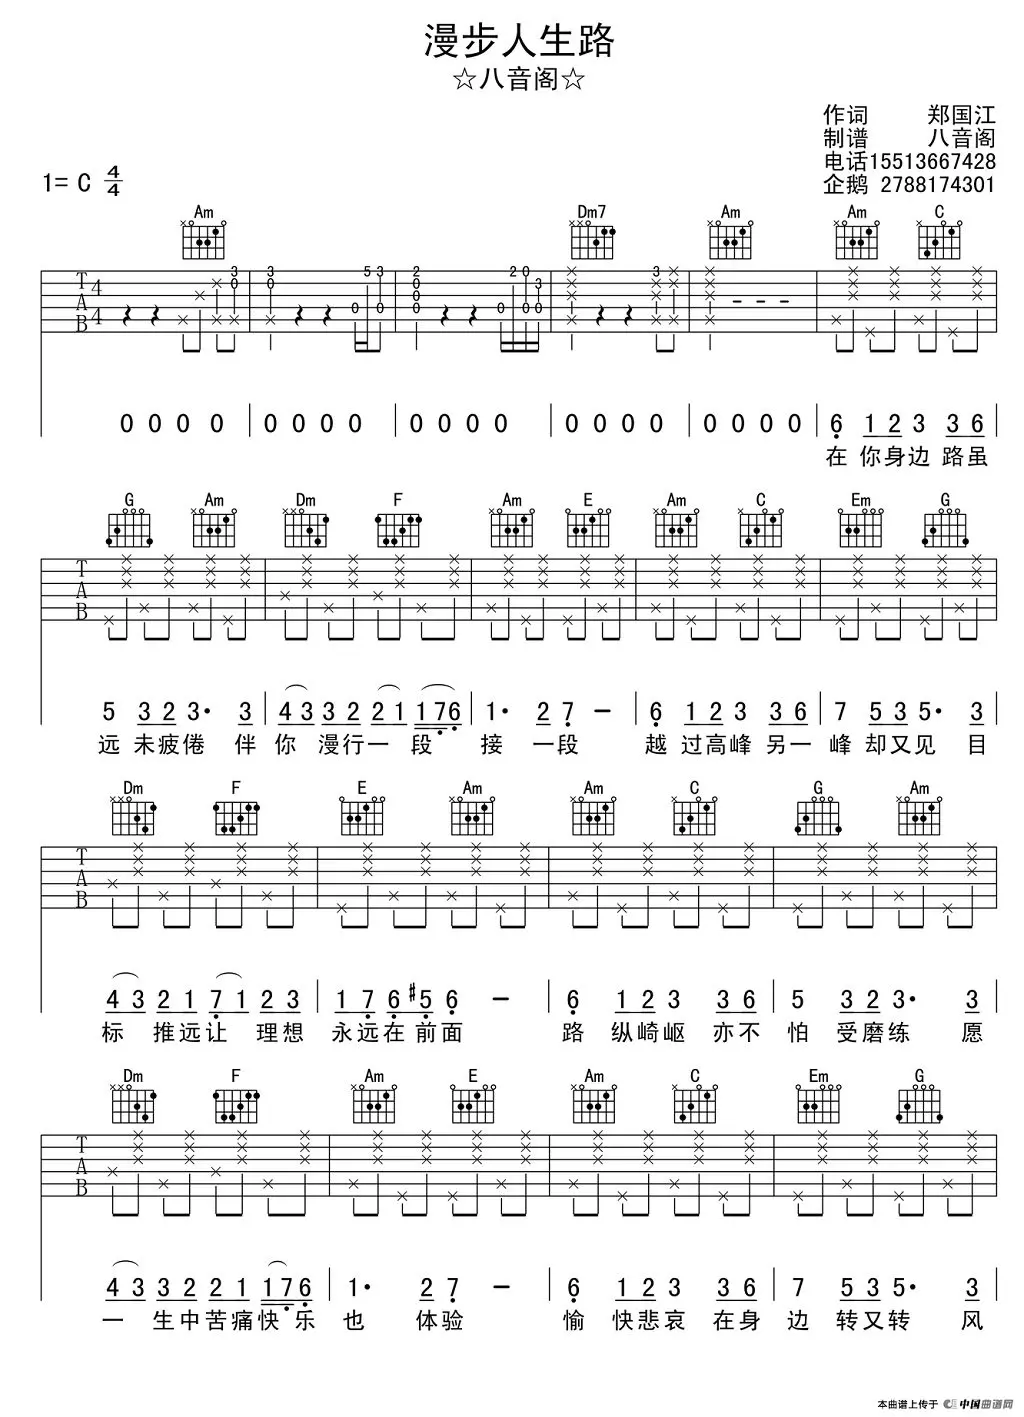 漫步人生路
☆八音阁☆
作词 郑国江
制谱 八音阁
电话15513667428
企鹅 2788174301
1= C 4/4
Am Dm7 Am Am C
0 0 0 0 | 0 0 0 0 | 0 0 0 0 | 0 0 0 0 | 0 0 0 0 | 6 1 2 3 3 6
在 你身边 路虽
G Am Dm F Am E Am C Em G
5 3 2 3· 3 | 4 3 3 2 2 1 1 7 6 | 1· 2 7 – | 6 1 2 3 3 6 | 7 5 3 5· 3
远 未疲倦 伴 你 漫行一 段 接 一段 越 过高峰 另一 峰 却又见 目
Dm F E Am Am C G Am
4 3 2 1 7 1 2 3 | 1 7 6 #5 6 – | 6 1 2 3 3 6 | 5 3 2 3· 3
标 推远让 理想 永远在 前面 路 纵崎岖 亦不 怕 受磨练 愿
Dm F Am E Am C Em G
4 3 3 2 2 1 1 7 6 | 1· 2 7 – | 6 1 2 3 3 6 | 7 5 3 5· 3
一 生中苦痛快乐 也 体验 愉 快悲哀 在身 边 转又转 风
本曲谱上传于 中国曲谱网